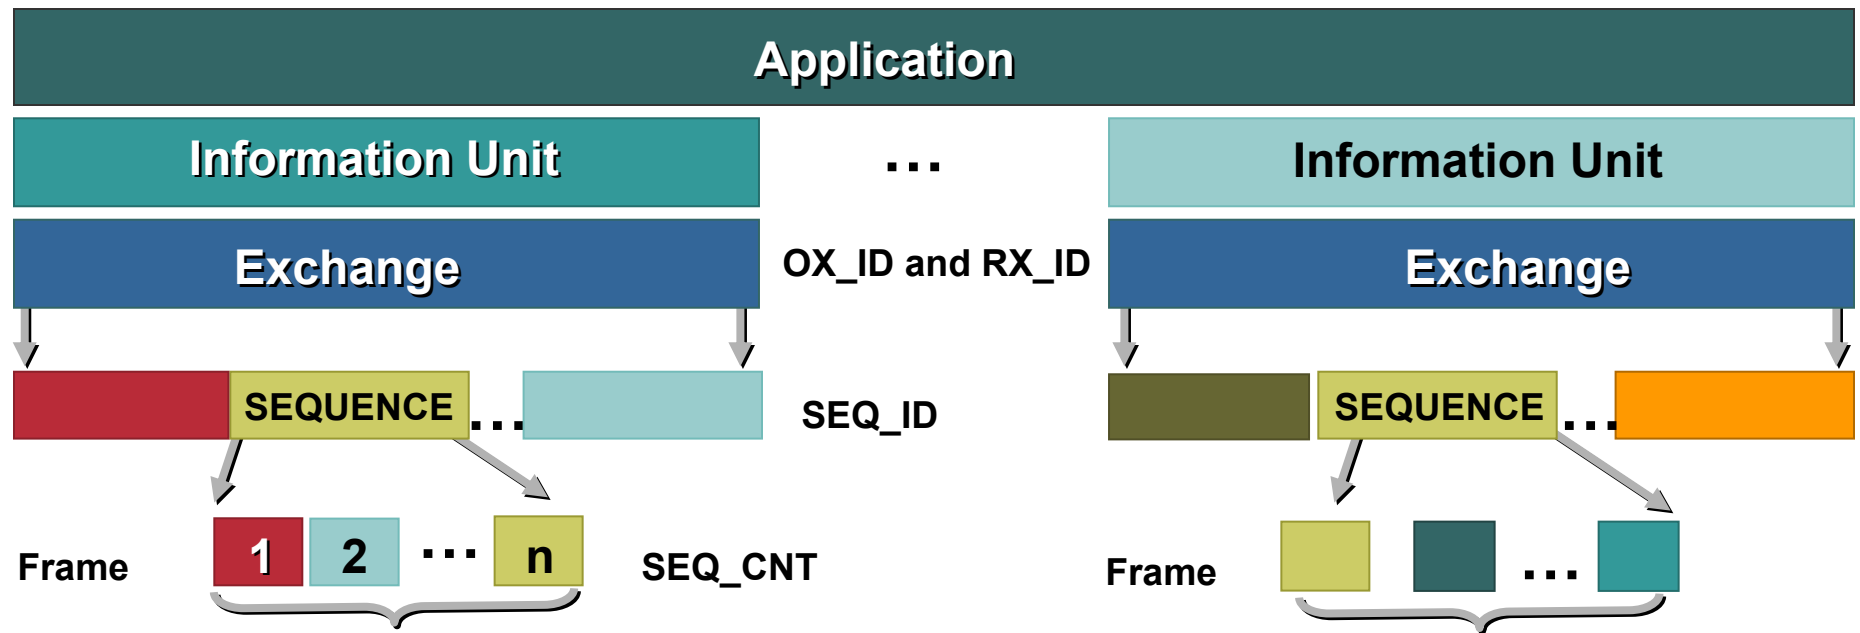 Application
Information Unit ... Information Unit
Exchange OX_ID and RX_ID Exchange
SEQUENCE ... SEQ_ID SEQUENCE ...
Frame 1 2 ... n SEQ_CNT Frame ...